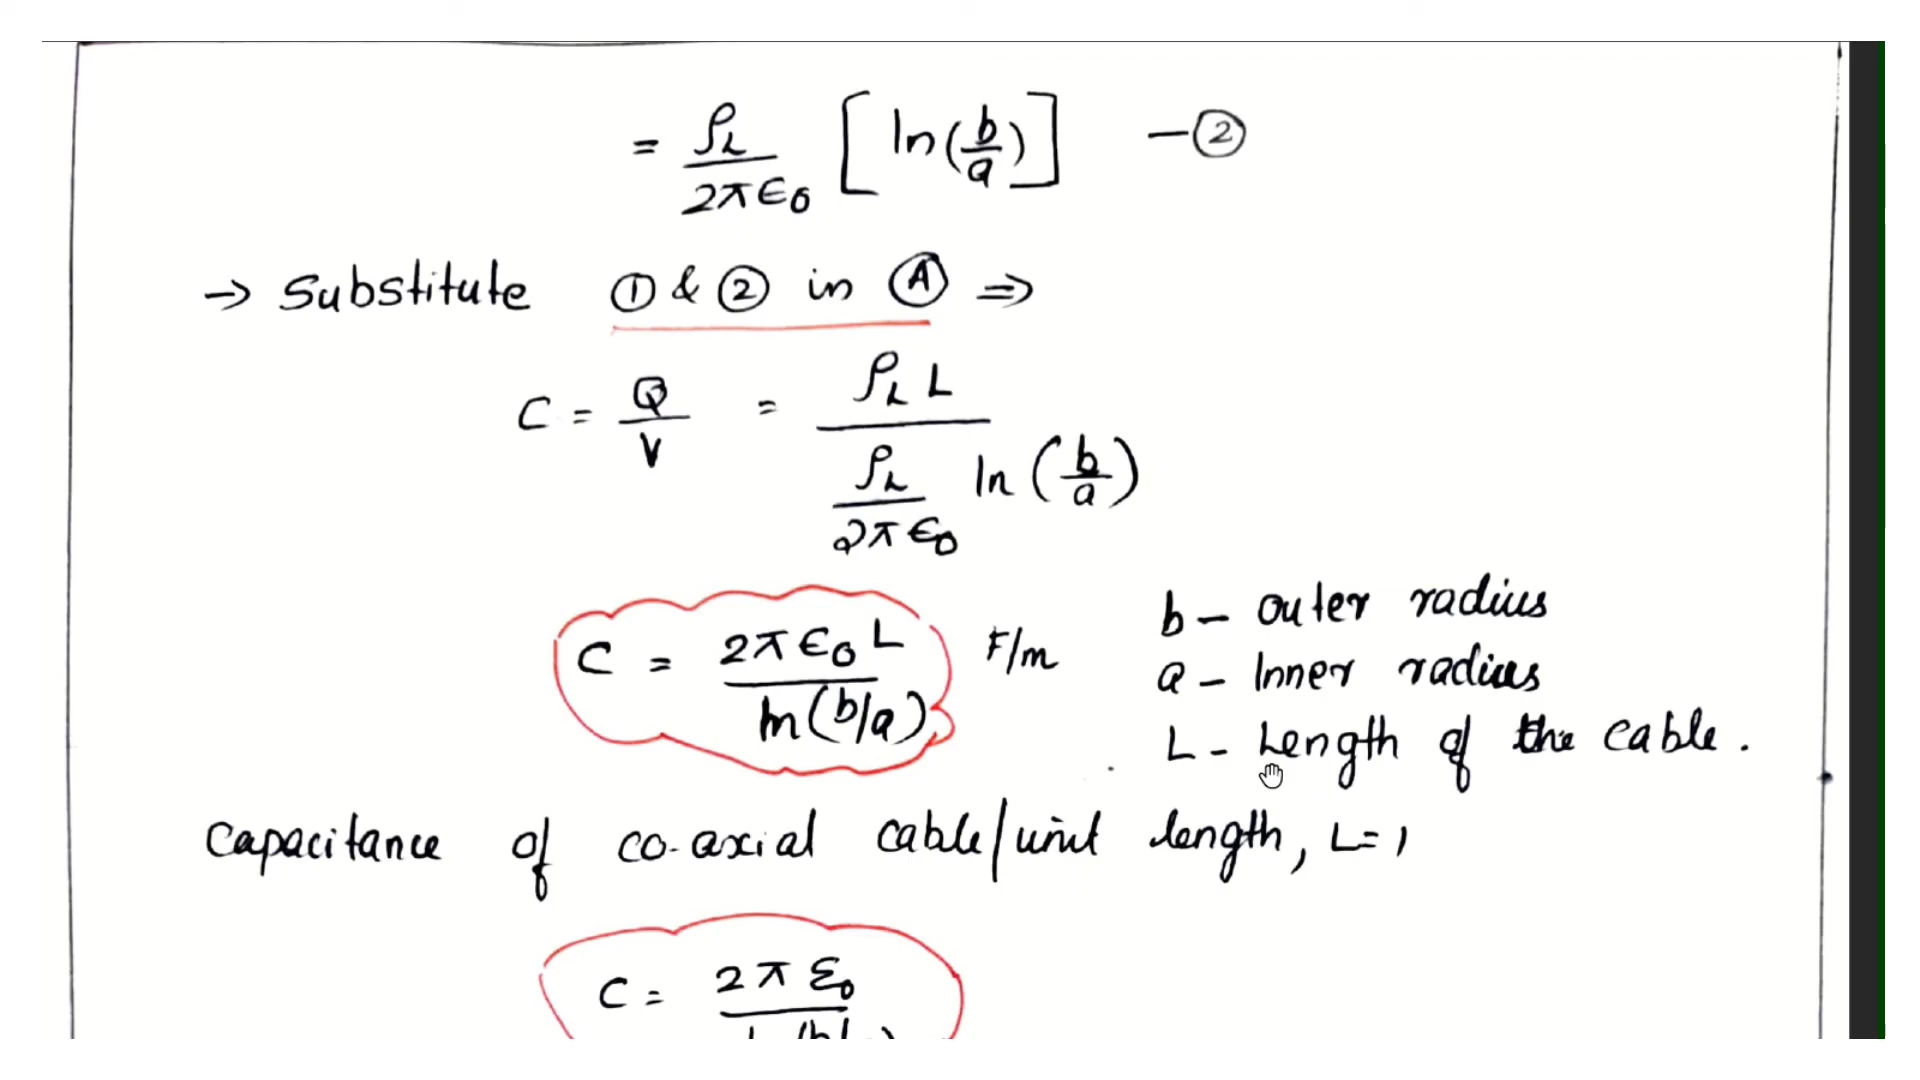 = ρL/2πϵ0 [ln(b/a)] —②
→ Substitute ① & ② in Ⓐ ⇒
C = Q/V = ρL L / (ρL/2πϵ0 ln(b/a))
C = 2πϵ0 L / ln(b/a) F/m
b – outer radius
a – Inner radius
L – Length of the cable.
Capacitance of co-axial cable/unit length, L=1
C = 2πε0